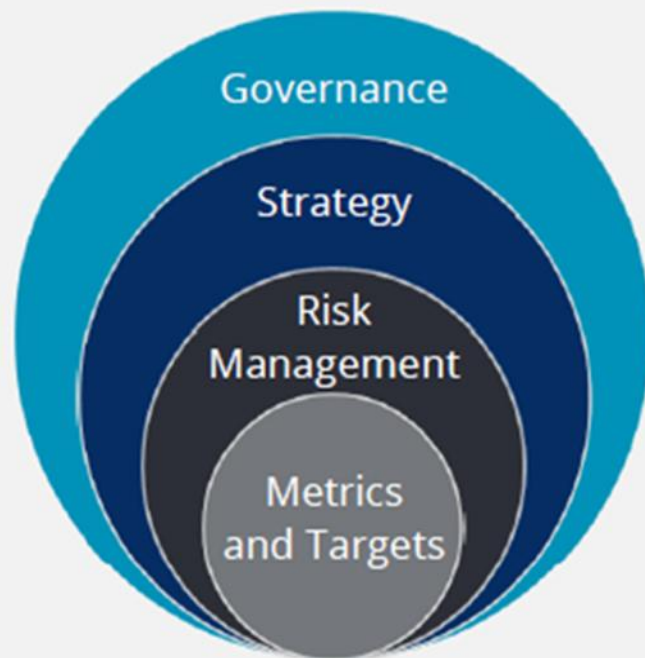 Governance
Strategy
Risk
Management
Metrics
and Targets